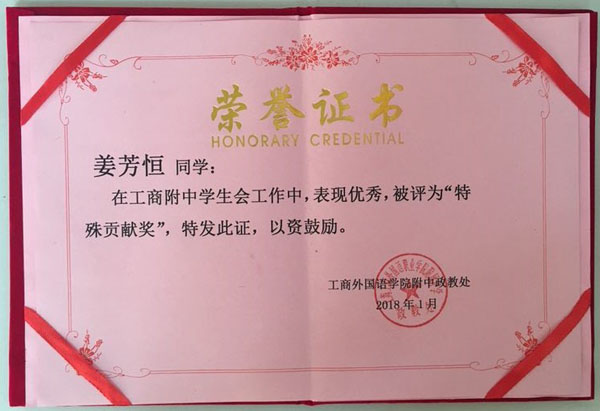 荣誉证书
HONORARY CREDENTIAL
姜芳恒 同学：
在工商附中学生会工作中，表现优秀，被评为“特
殊贡献奖”，特发此证，以资鼓励。
工商外国语学院附中政教处
2018年1月
政教处